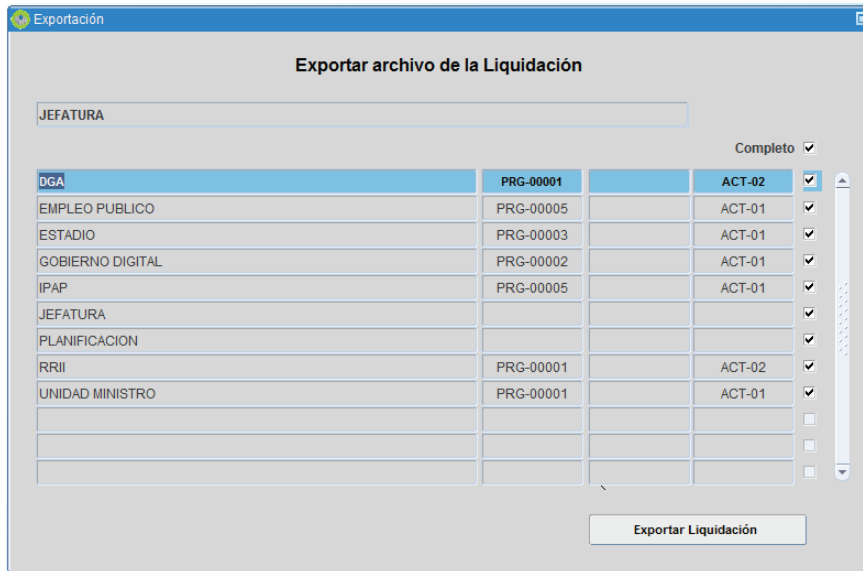 Exportación
Exportar archivo de la Liquidación
JEFATURA
Completo
DGA PRG-00001 ACT-02
EMPLEO PUBLICO PRG-00005 ACT-01
ESTADIO PRG-00003 ACT-01
GOBIERNO DIGITAL PRG-00002 ACT-01
IPAP PRG-00005 ACT-01
JEFATURA
PLANIFICACION
RRII PRG-00001 ACT-02
UNIDAD MINISTRO PRG-00001 ACT-01
Exportar Liquidación